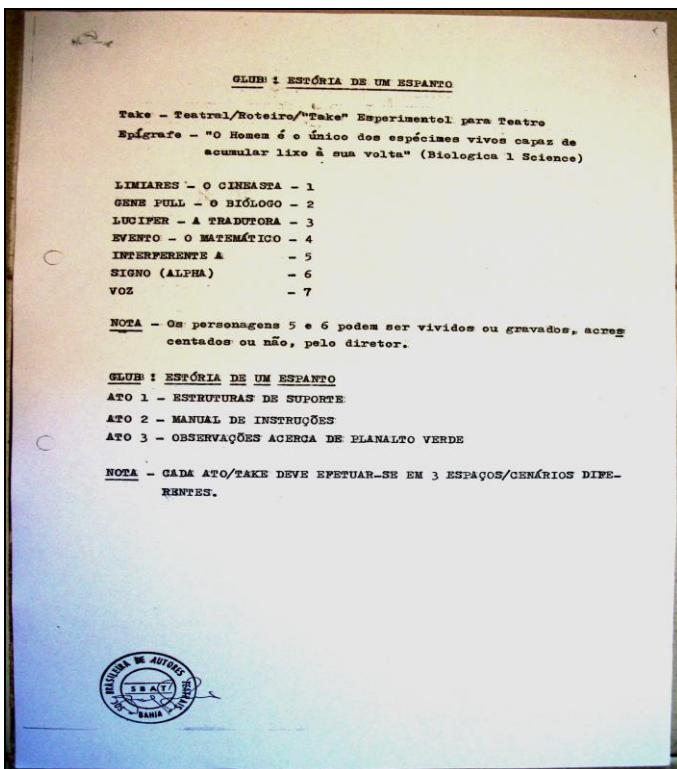 GLUB : ESTÓRIA DE UM ESPANTO
Take - Teatral/Roteiro/"Take" Experimentol para Teatro
Epígrafe - "O Homem é o único dos espécimes vivos capaz de
acumular lixo à sua volta" (Biologica l Science)
LIMIARES - O CINEASTA - 1
GENE PULL - O BIÓLOGO - 2
LUCIFER - A TRADUTORA - 3
EVENTO - O MATEMÁTICO - 4
INTERFERENTE A - 5
SIGNO (ALPHA) - 6
VOZ - 7
NOTA - Os personagens 5 e 6 podem ser vividos ou gravados, acres
centados ou não, pelo diretor.
GLUB : ESTÓRIA DE UM ESPANTO
ATO 1 - ESTRUTURAS DE SUPORTE
ATO 2 - MANUAL DE INSTRUÇÕES
ATO 3 - OBSERVAÇÕES ACERCA DE PLANALTO VERDE
NOTA - CADA ATO/TAKE DEVE EFETUAR-SE EM 3 ESPAÇOS/CENÁRIOS DIFE-
RENTES.
SOC. BRASILEIRA DE AUTORES TEATRAIS
SBAT
- BAHIA -